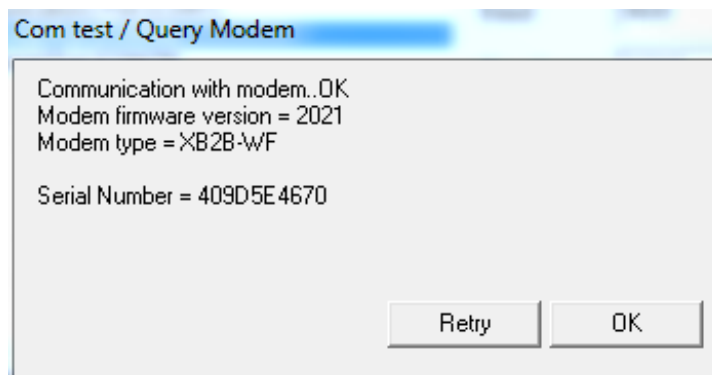 Com test / Query Modem
Communication with modem..OK
Modem firmware version = 2021
Modem type = XB2B-WF
Serial Number = 409D5E4670
Retry
OK